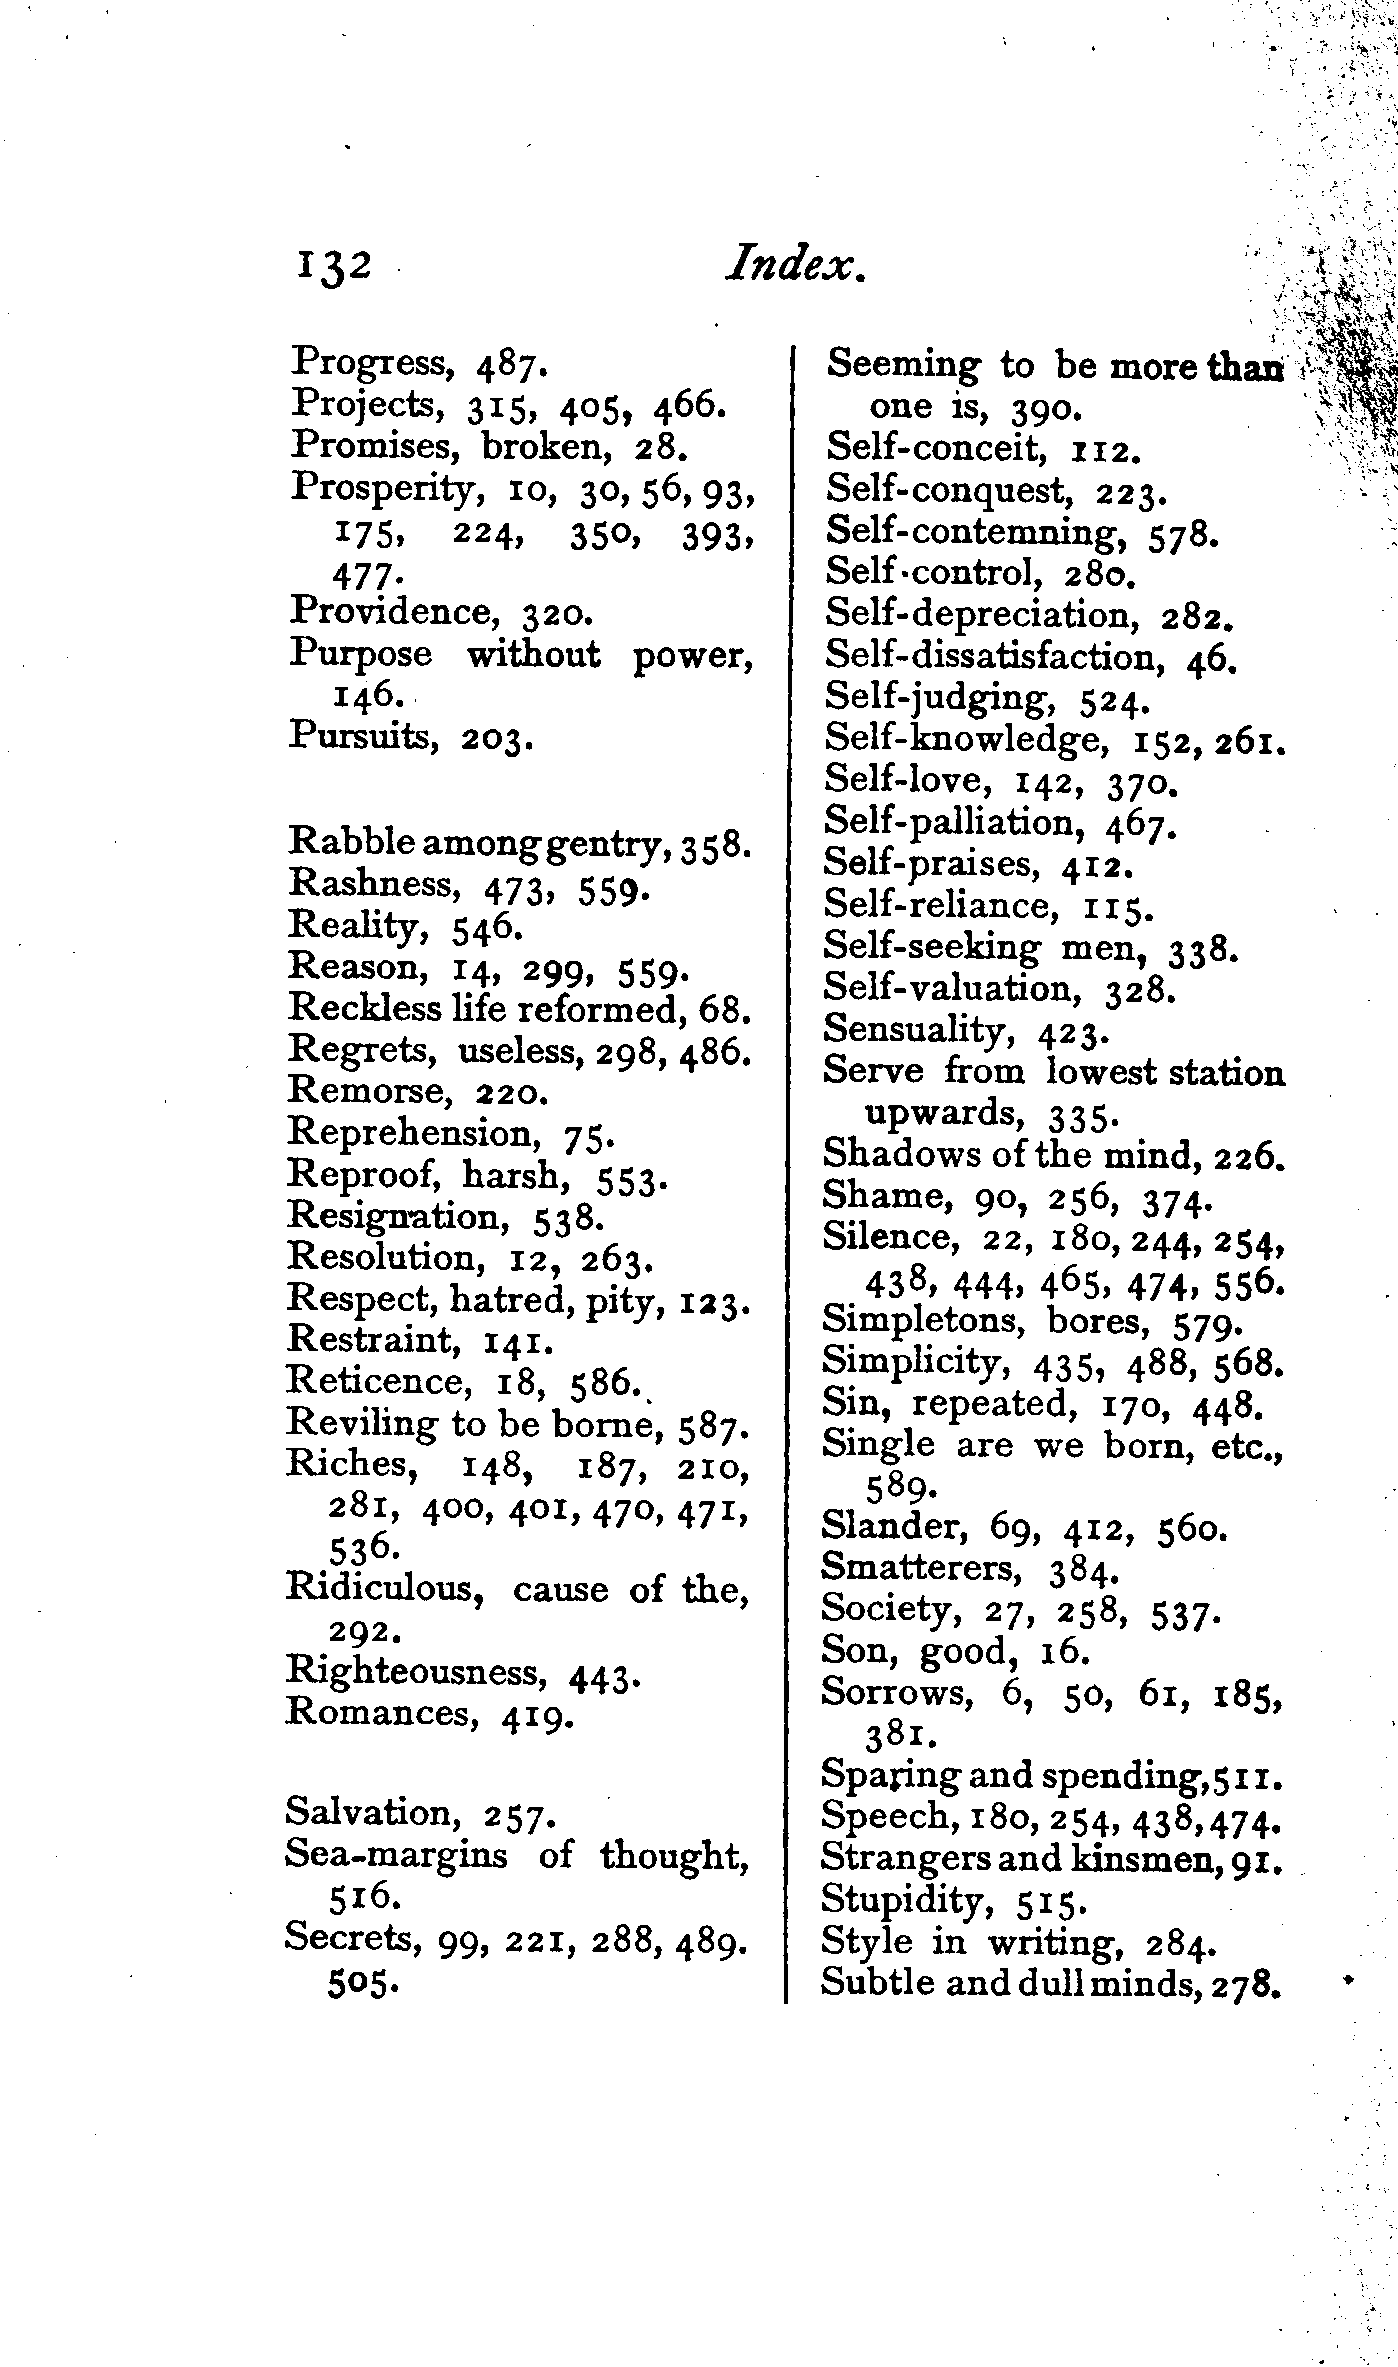 132 Index.
Progress, 487.
Projects, 315, 405, 466.
Promises, broken, 28.
Prosperity, 10, 30, 56, 93,
175, 224, 350, 393,
477.
Providence, 320.
Purpose without power,
146.
Pursuits, 203.
Rabble among gentry, 358.
Rashness, 473, 559.
Reality, 546.
Reason, 14, 299, 559.
Reckless life reformed, 68.
Regrets, useless, 298, 486.
Remorse, 220.
Reprehension, 75.
Reproof, harsh, 553.
Resignation, 538.
Resolution, 12, 263.
Respect, hatred, pity, 123.
Restraint, 141.
Reticence, 18, 586.
Reviling to be borne, 587.
Riches, 148, 187, 210,
281, 400, 401, 470, 471,
536.
Ridiculous, cause of the,
292.
Righteousness, 443.
Romances, 419.
Salvation, 257.
Sea-margins of thought,
516.
Secrets, 99, 221, 288, 489.
505.
Seeming to be more than
one is, 390.
Self-conceit, 112.
Self-conquest, 223.
Self-contemning, 578.
Self-control, 280.
Self-depreciation, 282.
Self-dissatisfaction, 46.
Self-judging, 524.
Self-knowledge, 152, 261.
Self-love, 142, 370.
Self-palliation, 467.
Self-praises, 412.
Self-reliance, 115.
Self-seeking men, 338.
Self-valuation, 328.
Sensuality, 423.
Serve from lowest station
upwards, 335.
Shadows of the mind, 226.
Shame, 90, 256, 374.
Silence, 22, 180, 244, 254,
438, 444, 465, 474, 556.
Simpletons, bores, 579.
Simplicity, 435, 488, 568.
Sin, repeated, 170, 448.
Single are we born, etc.,
589.
Slander, 69, 412, 560.
Smatterers, 384.
Society, 27, 258, 537.
Son, good, 16.
Sorrows, 6, 50, 61, 185,
381.
Sparing and spending, 511.
Speech, 180, 254, 438, 474.
Strangers and kinsmen, 91.
Stupidity, 515.
Style in writing, 284.
Subtle and dull minds, 278.